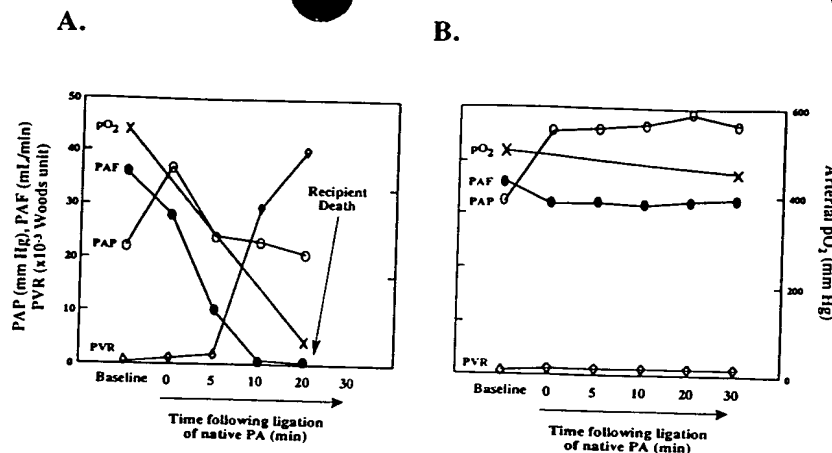 A.
B.
PAP (mm Hg), PAF (mL/min)
PVR (x10⁻³ Woods unit)
50
40
30
20
10
0
pO₂
PAF
PAP
PVR
Recipient
Death
Baseline 0 5 10 20 30
Time following ligation
of native PA (min)
pO₂
PAF
PAP
PVR
600
400
200
0
Arterial pO₂ (mm Hg)
Baseline 0 5 10 20 30
Time following ligation
of native PA (min)